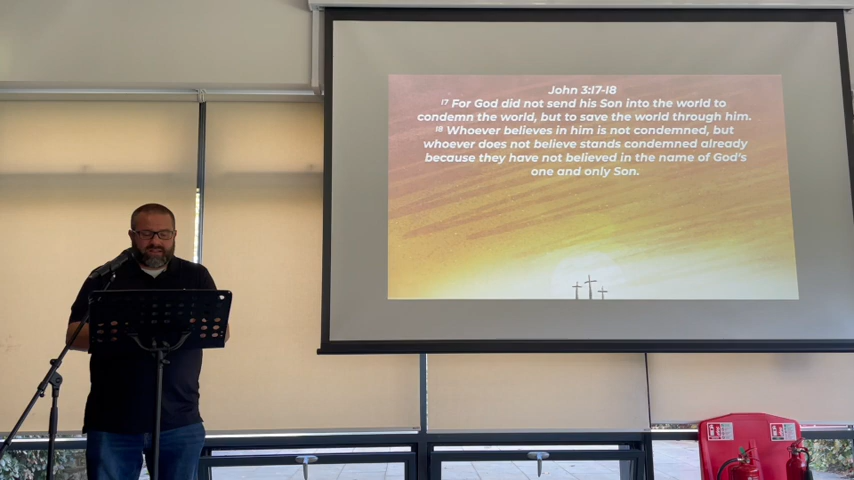 John 3:17-18
17 For God did not send his Son into the world to
condemn the world, but to save the world through him.
18 Whoever believes in him is not condemned, but
whoever does not believe stands condemned already
because they have not believed in the name of God's
one and only Son.